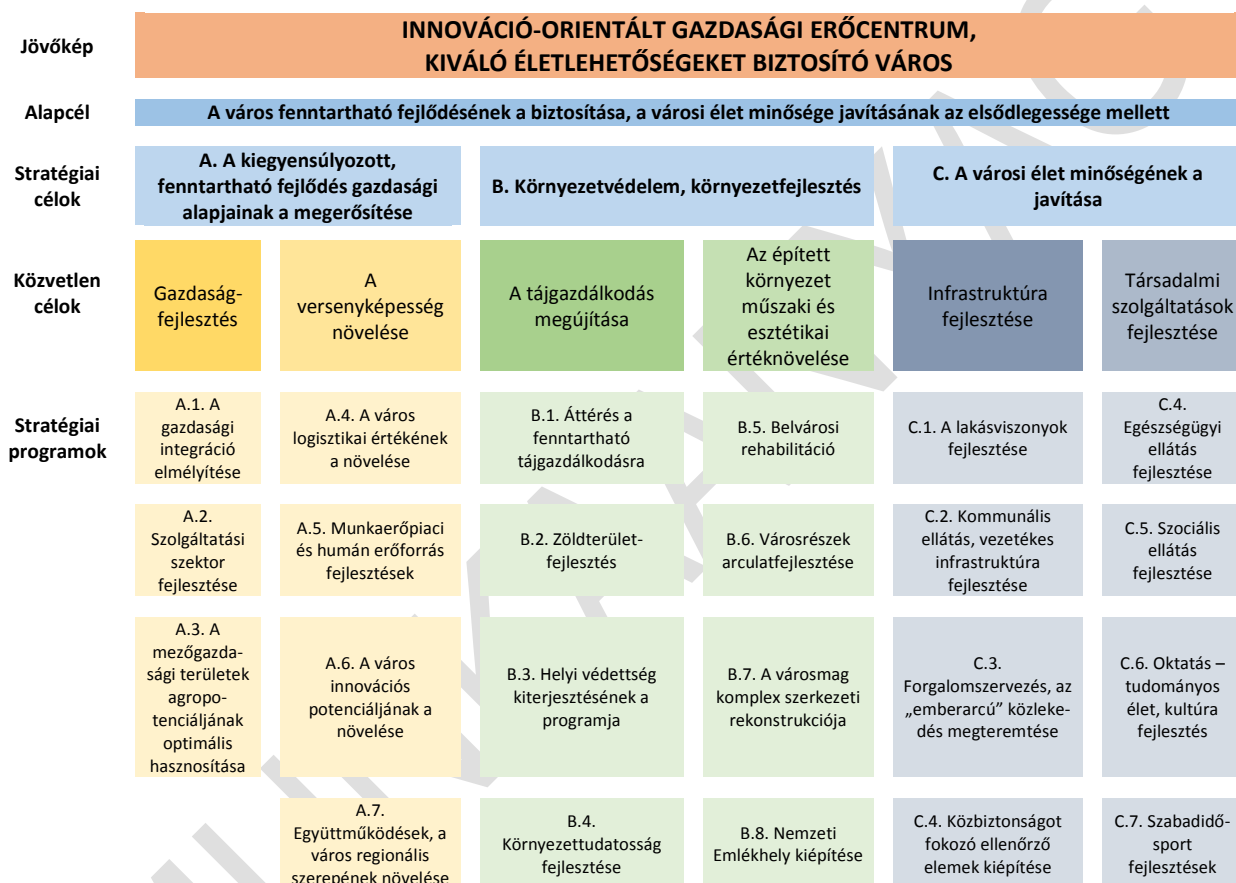 Jövőkép
INNOVÁCIÓ-ORIENTÁLT GAZDASÁGI ERŐCENTRUM,
KIVÁLÓ ÉLETLEHETŐSÉGEKET BIZTOSÍTÓ VÁROS
Alapcél
A város fenntartható fejlődésének a biztosítása, a városi élet minősége javításának az elsődlegessége mellett
Stratégiai
célok
A. A kiegyensúlyozott,
fenntartható fejlődés gazdasági
alapjainak a megerősítése
B. Környezetvédelem, környezetfejlesztés
C. A városi élet minőségének a
javítása
Közvetlen
célok
Gazdaság-
fejlesztés
A
versenyképesség
növelése
A tájgazdálkodás
megújítása
Az épített
környezet
műszaki és
esztétikai
értéknövelése
Infrastruktúra
fejlesztése
Társadalmi
szolgáltatások
fejlesztése
Stratégiai
programok
A.1. A
gazdasági
integráció
elmélyítése
A.4. A város
logisztikai értékének
a növelése
B.1. Áttérés a
fenntartható
tájgazdálkodásra
B.5. Belvárosi
rehabilitáció
C.1. A lakásviszonyok
fejlesztése
C.4.
Egészségügyi
ellátás
fejlesztése
A.2.
Szolgáltatási
szektor
fejlesztése
A.5. Munkaerőpiaci
és humán erőforrás
fejlesztések
B.2. Zöldterület-
fejlesztés
B.6. Városrészek
arculatfejlesztése
C.2. Kommunális
ellátás, vezetékes
infrastruktúra
fejlesztése
C.5. Szociális
ellátás
fejlesztése
A.3. A
mezőgazda-
sági területek
agropo-
tenciáljának
optimális
hasznosítása
A.6. A város
innovációs
potenciáljának a
növelése
B.3. Helyi védettség
kiterjesztésének a
programja
B.7. A városmag
komplex szerkezeti
rekonstrukciója
C.3.
Forgalomszervezés, az
„emberarcú” közleke-
dés megteremtése
C.6. Oktatás –
tudományos
élet, kultúra
fejlesztés
A.7.
Együttműködések, a
város regionális
szerepének növelése
B.4.
Környezettudatosság
fejlesztése
B.8. Nemzeti
Emlékhely kiépítése
C.4. Közbiztonságot
fokozó ellenőrző
elemek kiépítése
C.7. Szabadidő-
sport
fejlesztések